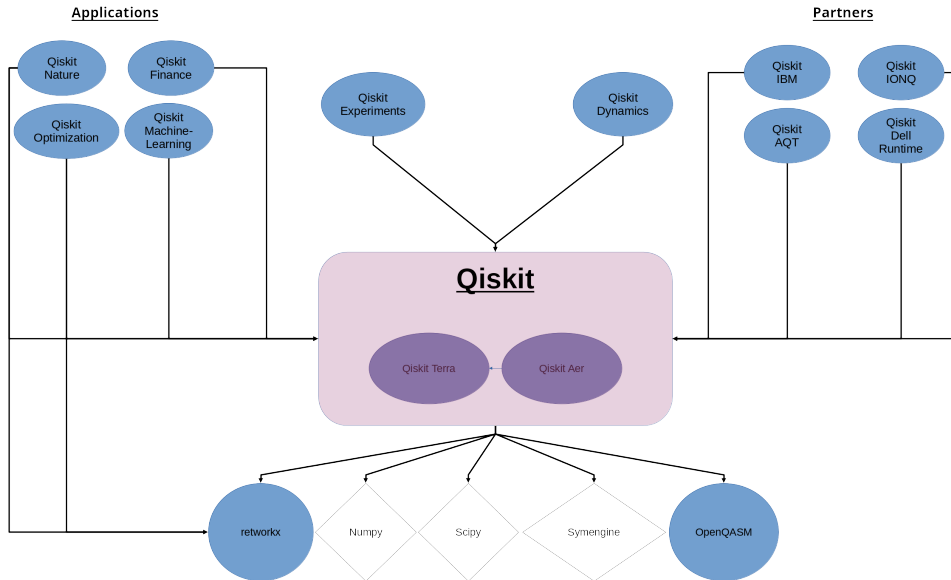 Applications
Partners
Qiskit
Nature
Qiskit
Finance
Qiskit
Optimization
Qiskit
Machine-
Learning
Qiskit
Experiments
Qiskit
Dynamics
Qiskit
IBM
Qiskit
IONQ
Qiskit
AQT
Qiskit
Dell
Runtime
Qiskit
Qiskit Terra
Qiskit Aer
retworkx
Numpy
Scipy
Symengine
OpenQASM